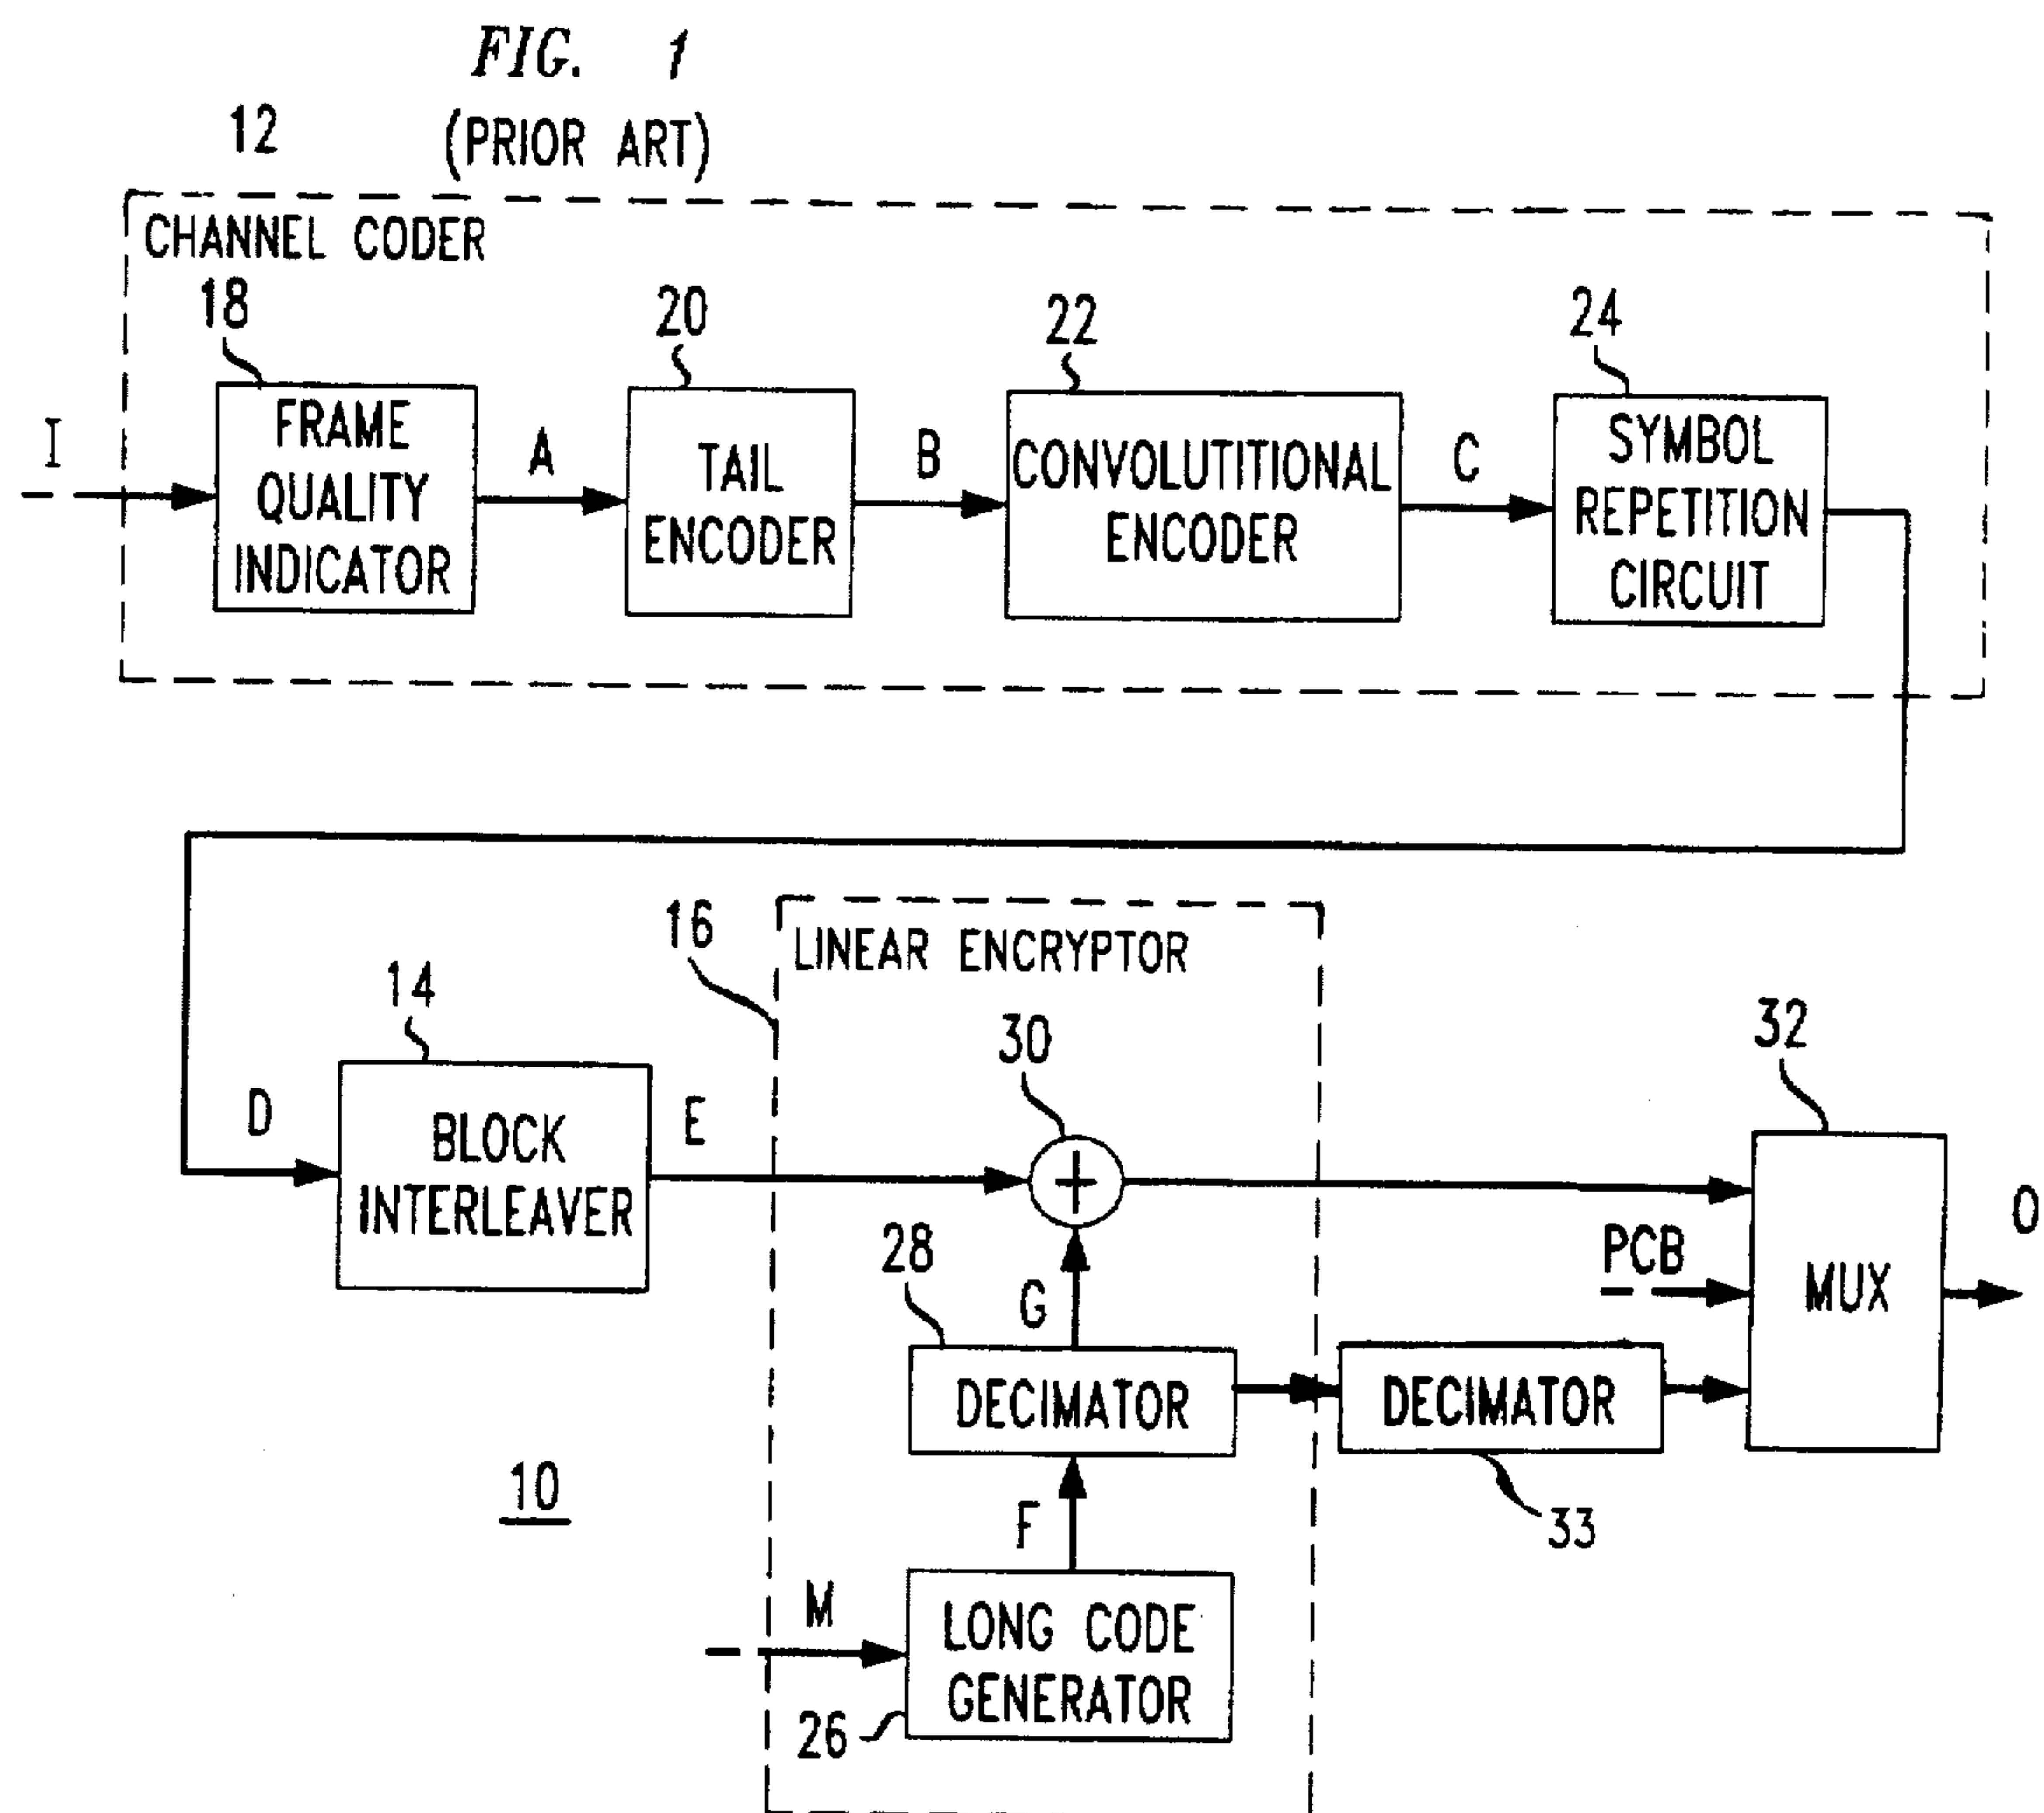 FIG. 1
(PRIOR ART)
12
CHANNEL CODER
18
20
22
24
I
FRAME
QUALITY
INDICATOR
A
TAIL
ENCODER
B
CONVOLUTITIONAL
ENCODER
C
SYMBOL
REPETITION
CIRCUIT
16
LINEAR ENCRYPTOR
14
30
32
D
BLOCK
INTERLEAVER
E
+
28
G
PCB
MUX
O
DECIMATOR
DECIMATOR
33
10
F
M
LONG CODE
GENERATOR
26